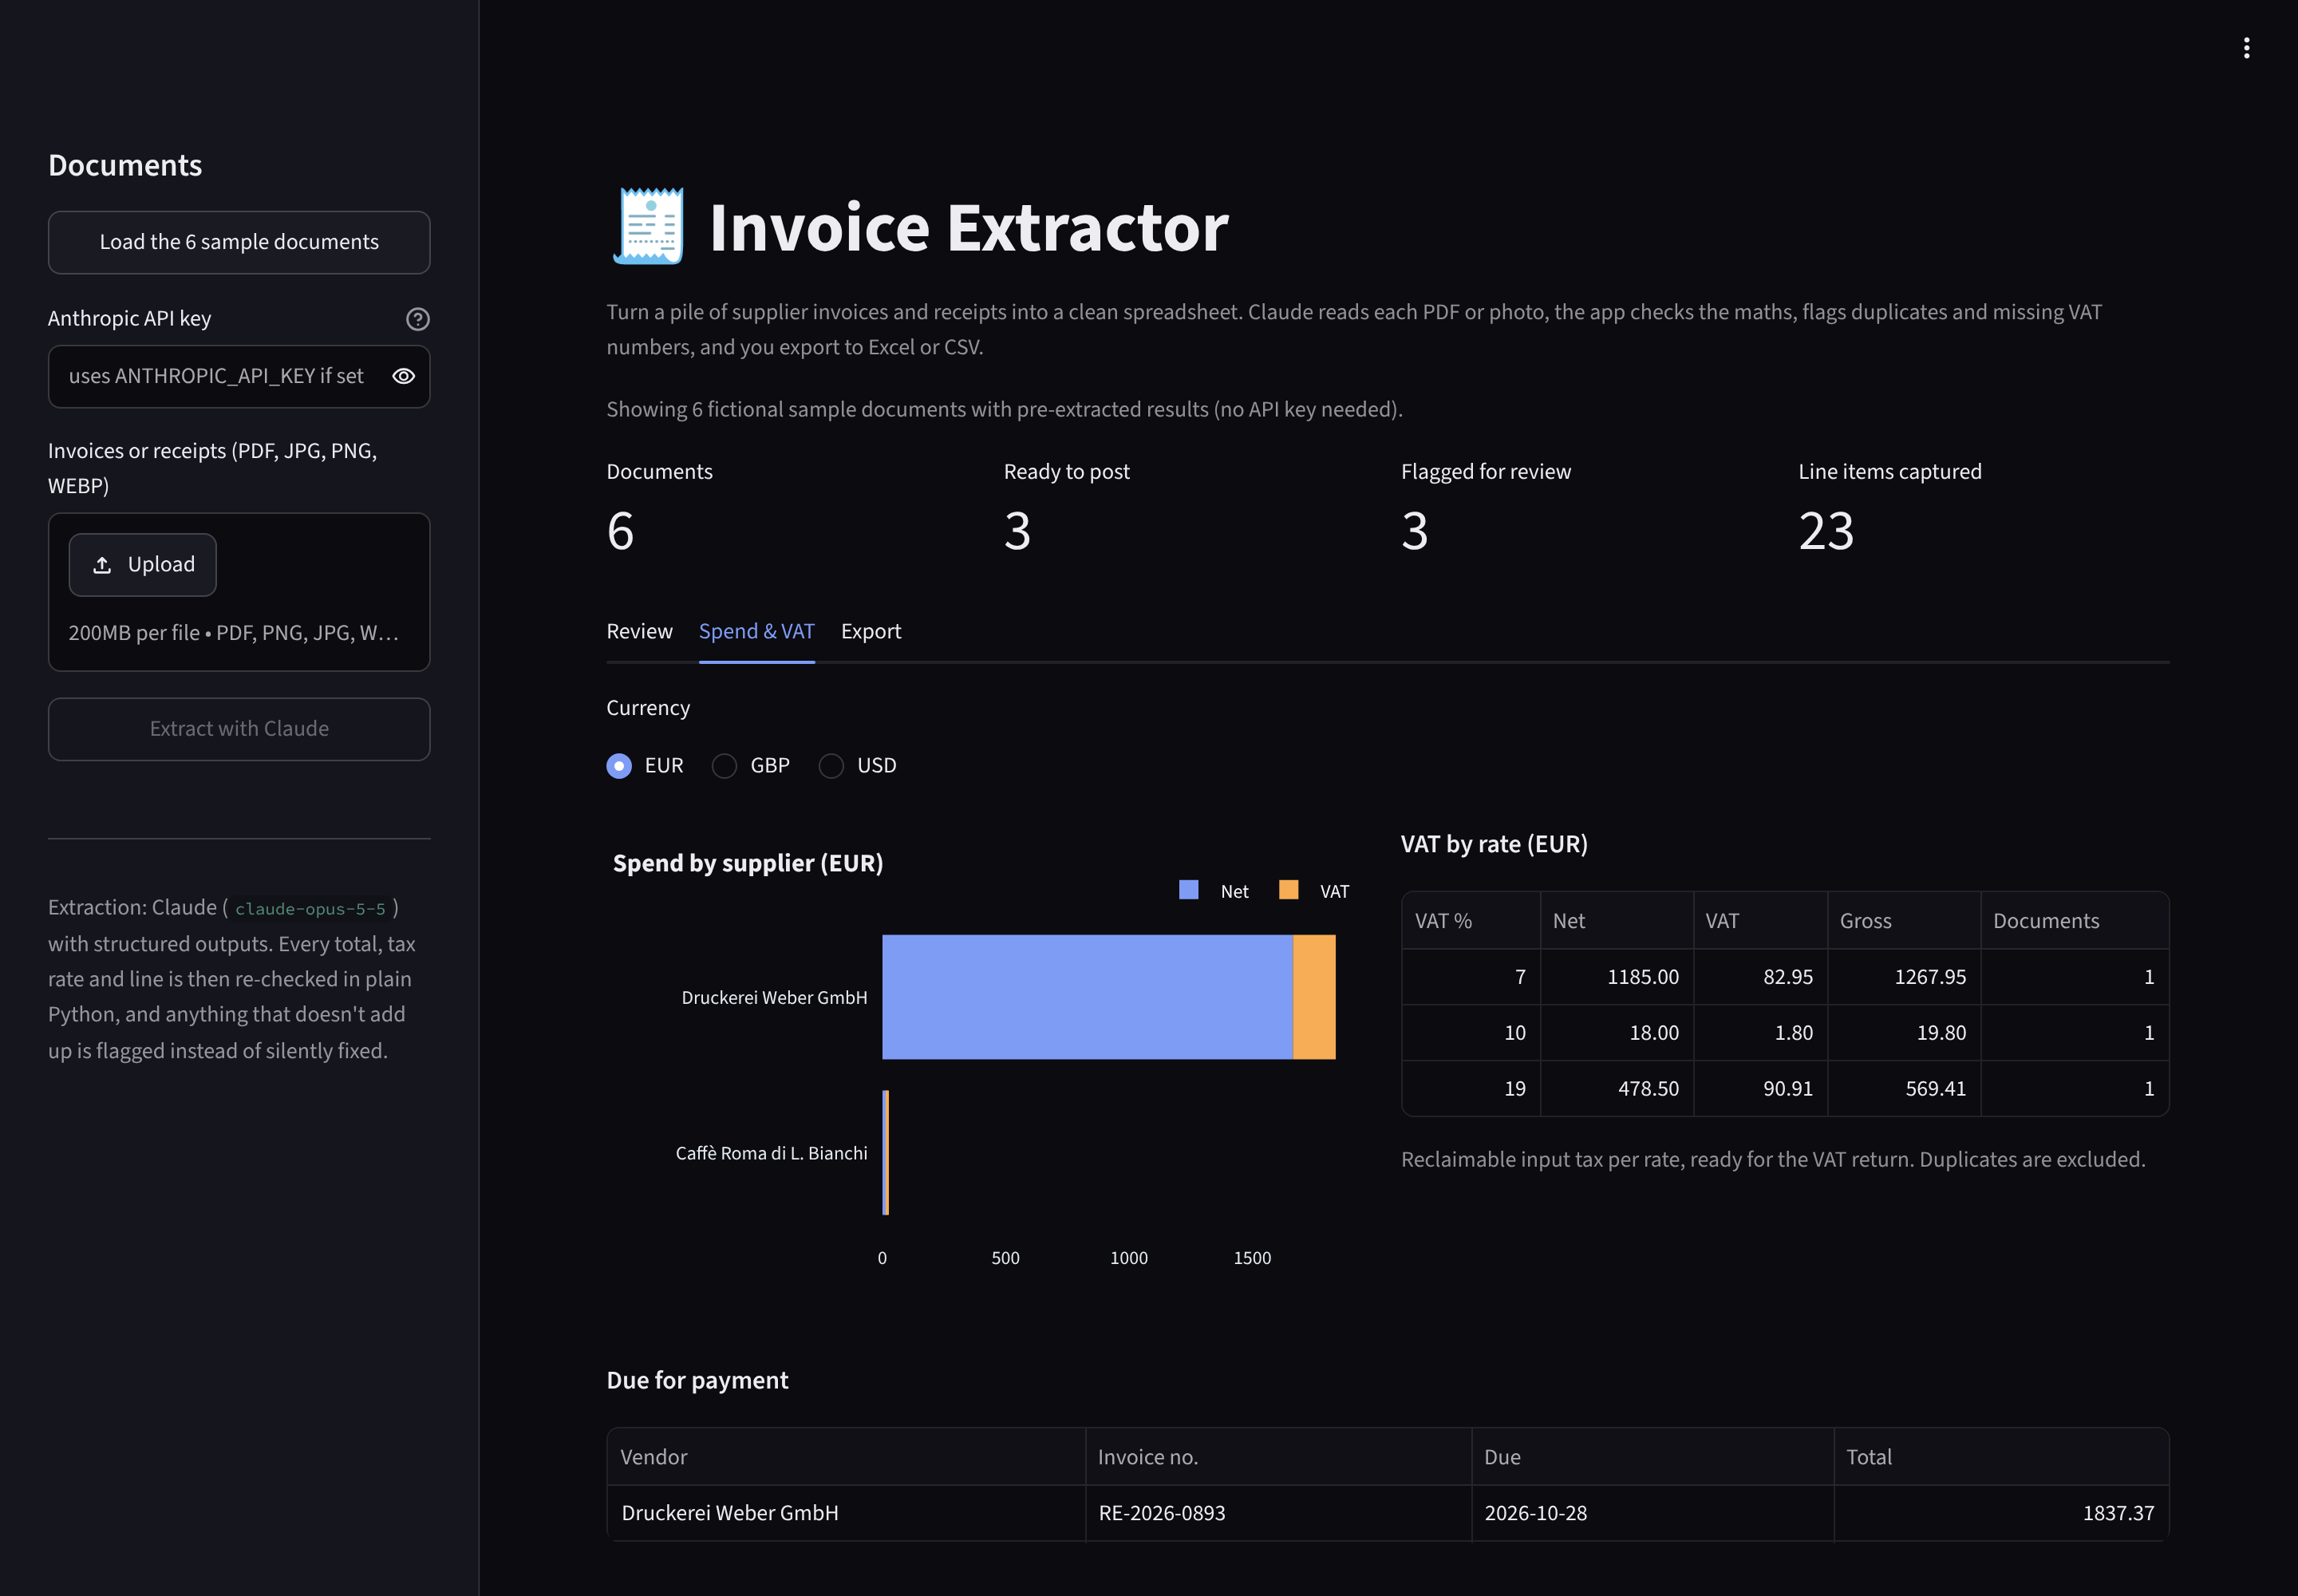 Documents
Load the 6 sample documents
Anthropic API key
uses ANTHROPIC_API_KEY if set
Invoices or receipts (PDF, JPG, PNG,
WEBP)
Upload
200MB per file • PDF, PNG, JPG, W...
Extract with Claude
Extraction: Claude ( claude-opus-5-5 )
with structured outputs. Every total, tax
rate and line is then re-checked in plain
Python, and anything that doesn't add
up is flagged instead of silently fixed.
Invoice Extractor
Turn a pile of supplier invoices and receipts into a clean spreadsheet. Claude reads each PDF or photo, the app checks the maths, flags duplicates and missing VAT
numbers, and you export to Excel or CSV.
Showing 6 fictional sample documents with pre-extracted results (no API key needed).
Documents Ready to post Flagged for review Line items captured
6 3 3 23
Review Spend & VAT Export
Currency
EUR GBP USD
Spend by supplier (EUR)
Net VAT
Druckerei Weber GmbH
Caffè Roma di L. Bianchi
0 500 1000 1500
VAT by rate (EUR)
VAT % Net VAT Gross Documents
7 1185.00 82.95 1267.95 1
10 18.00 1.80 19.80 1
19 478.50 90.91 569.41 1
Reclaimable input tax per rate, ready for the VAT return. Duplicates are excluded.
Due for payment
Vendor Invoice no. Due Total
Druckerei Weber GmbH RE-2026-0893 2026-10-28 1837.37